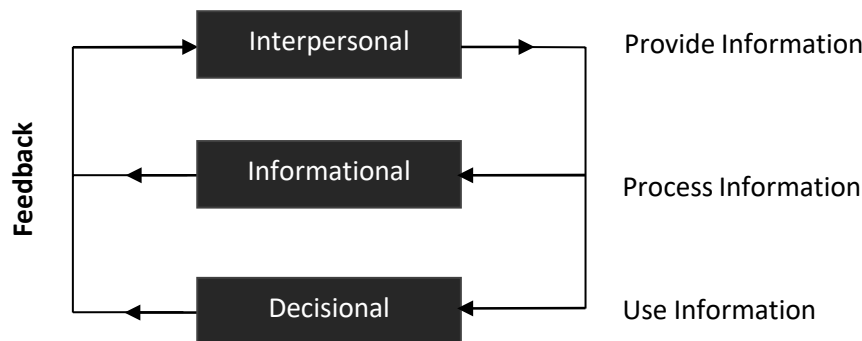 Interpersonal
Provide Information
Feedback
Informational
Process Information
Decisional
Use Information